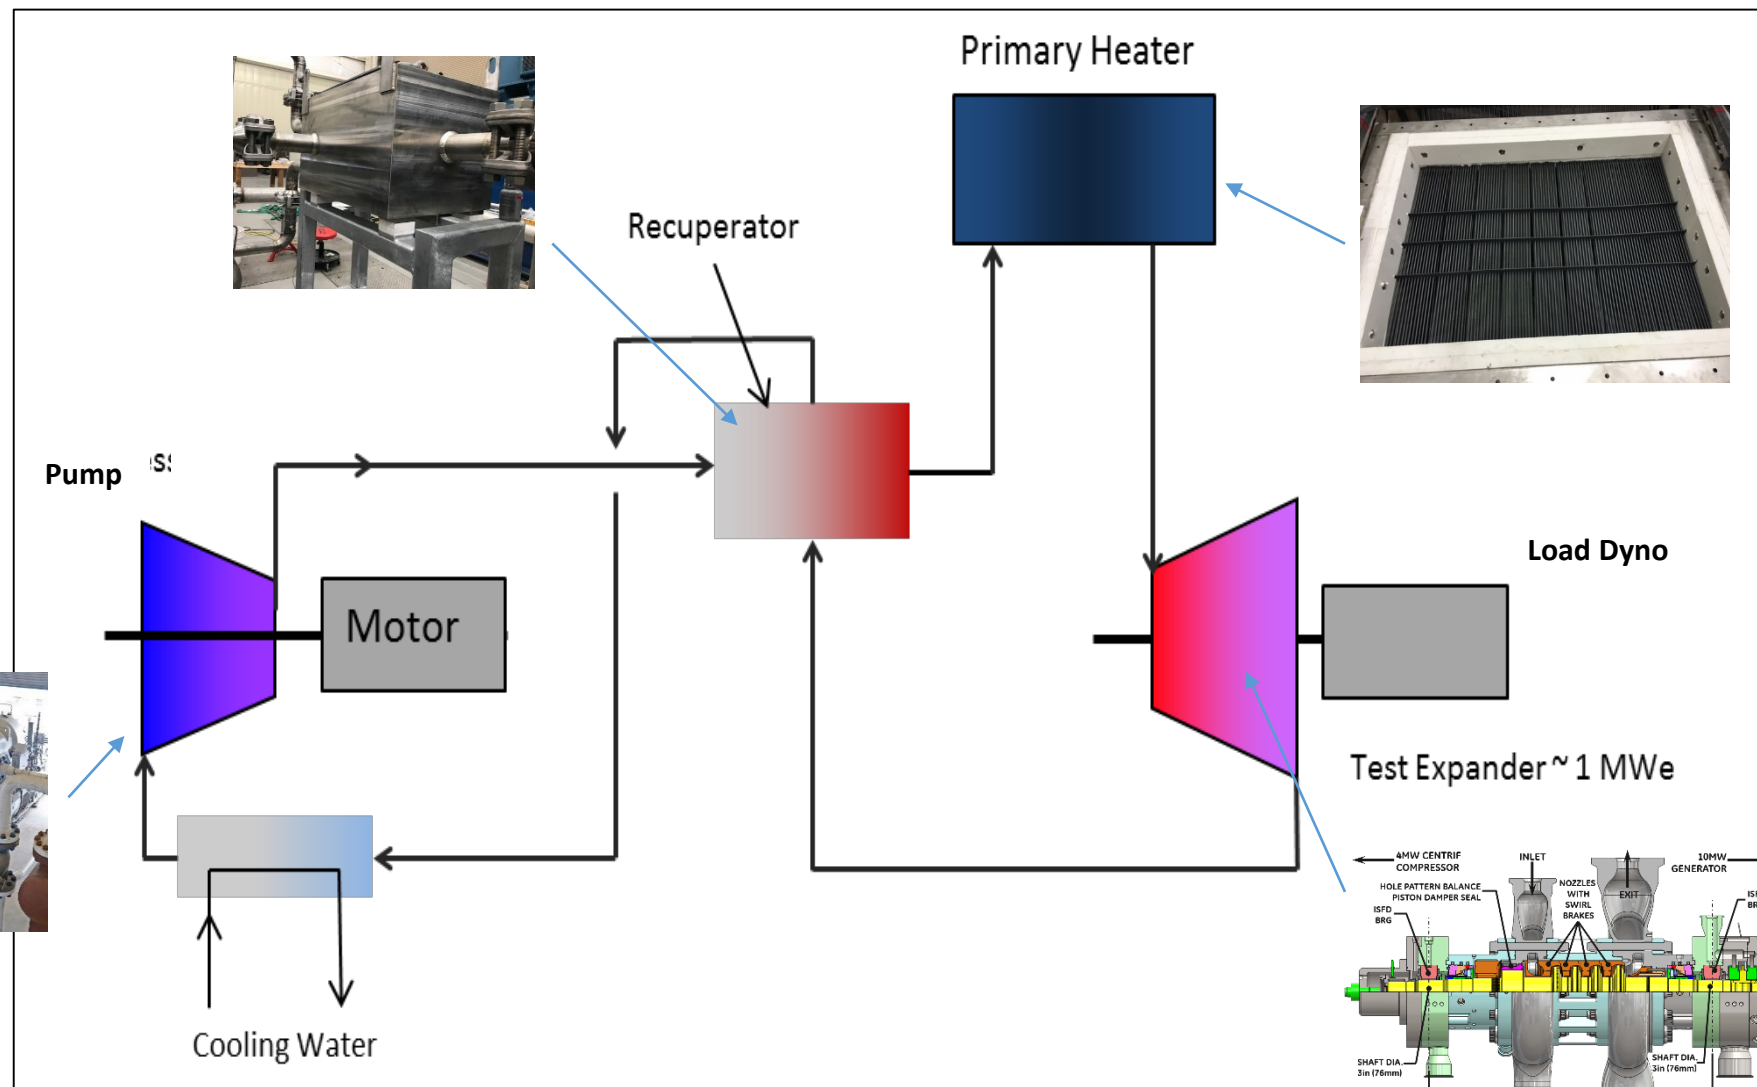 Primary Heater
Recuperator
Pump
Motor
Load Dyno
Test Expander ~ 1 MWe
Cooling Water
4MW CENTRIF
COMPRESSOR
INLET
10MW
GENERATOR
HOLE PATTERN BALANCE
PISTON DAMPER SEAL
NOZZLES
WITH
SWIRL
BRAKES
EXIT
ISFD
BRG
SHAFT DIA.
3in (76mm)
SHAFT DIA.
3in (76mm)